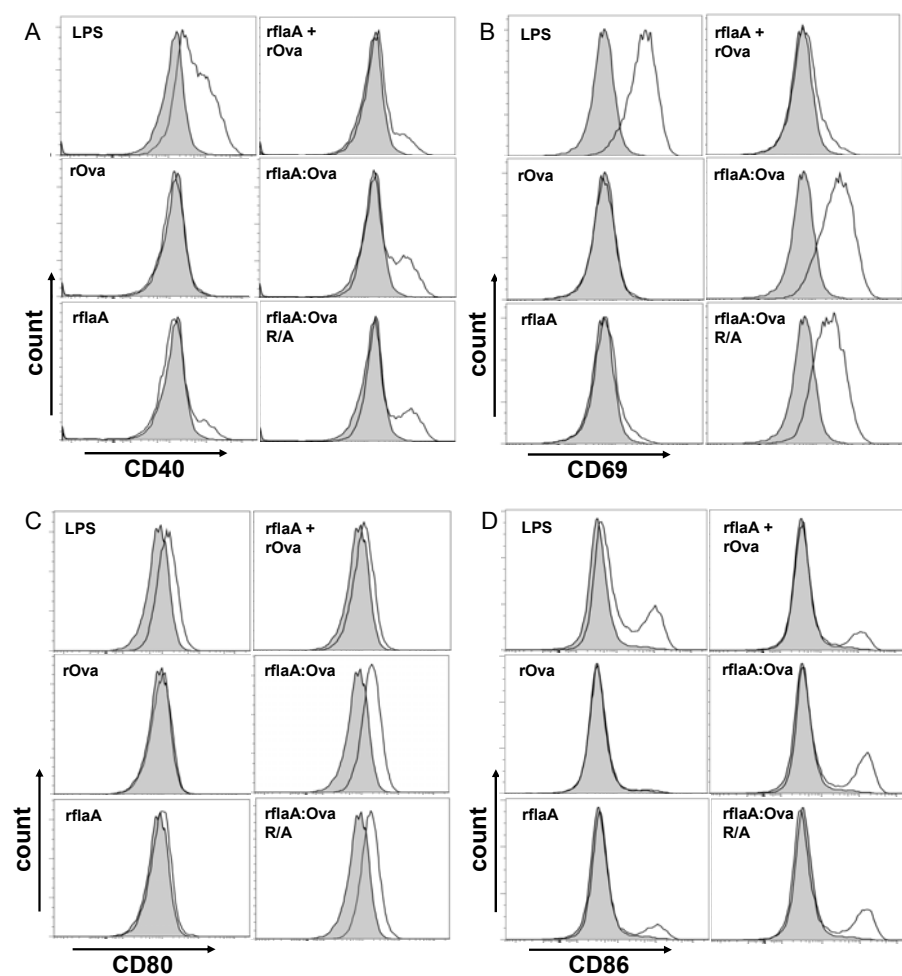 A
LPS
rflaA +
rOva
rOva
rflaA:Ova
rflaA
rflaA:Ova
R/A
count
CD40
B
LPS
rflaA +
rOva
rOva
rflaA:Ova
rflaA
rflaA:Ova
R/A
count
CD69
C
LPS
rflaA +
rOva
rOva
rflaA:Ova
rflaA
rflaA:Ova
R/A
count
CD80
D
LPS
rflaA +
rOva
rOva
rflaA:Ova
rflaA
rflaA:Ova
R/A
count
CD86